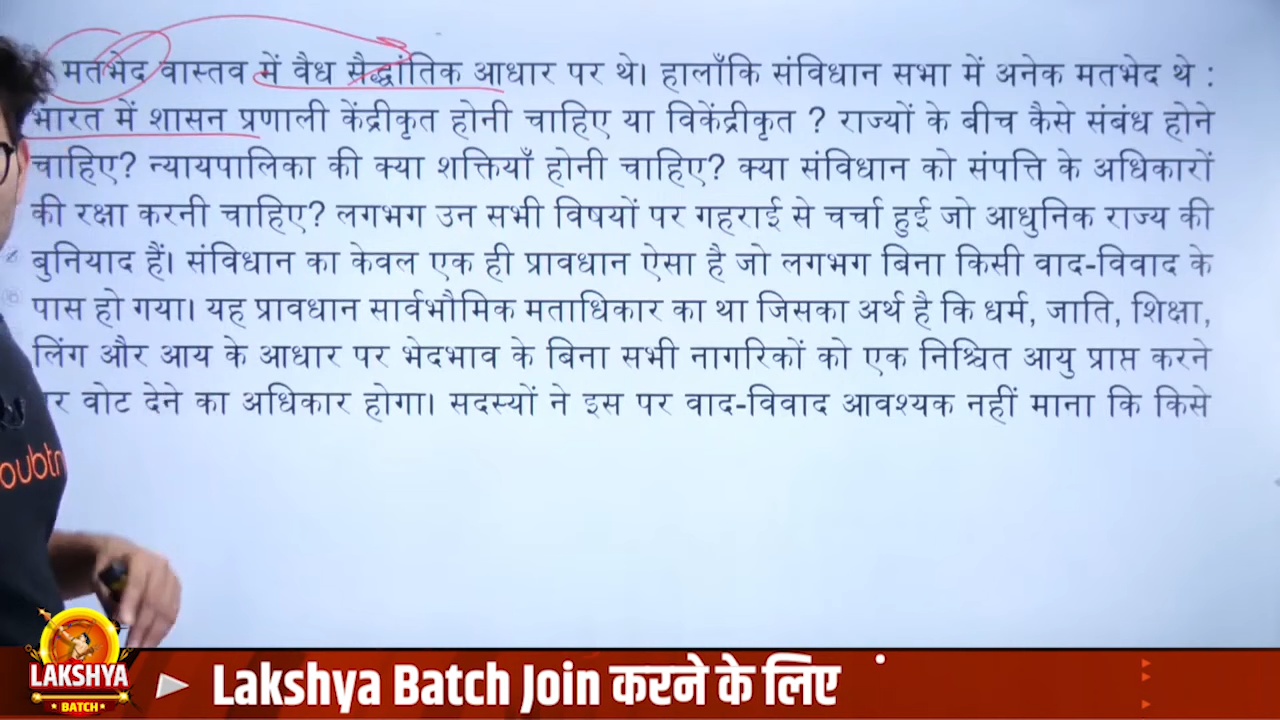 मतभेद वास्तव में वैध सैद्धांतिक आधार पर थे। हालाँकि संविधान सभा में अनेक मतभेद थे :
भारत में शासन प्रणाली केंद्रीकृत होनी चाहिए या विकेंद्रीकृत ? राज्यों के बीच कैसे संबंध होने
चाहिए? न्यायपालिका की क्या शक्तियाँ होनी चाहिए? क्या संविधान को संपत्ति के अधिकारों
की रक्षा करनी चाहिए? लगभग उन सभी विषयों पर गहराई से चर्चा हुई जो आधुनिक राज्य की
बुनियाद हैं। संविधान का केवल एक ही प्रावधान ऐसा है जो लगभग बिना किसी वाद-विवाद के
पास हो गया। यह प्रावधान सार्वभौमिक मताधिकार का था जिसका अर्थ है कि धर्म, जाति, शिक्षा,
लिंग और आय के आधार पर भेदभाव के बिना सभी नागरिकों को एक निश्चित आयु प्राप्त करने
वोट देने का अधिकार होगा। सदस्यों ने इस पर वाद-विवाद आवश्यक नहीं माना कि किसे
LAKSHYA
BATCH
Lakshya Batch Join करने के लिए